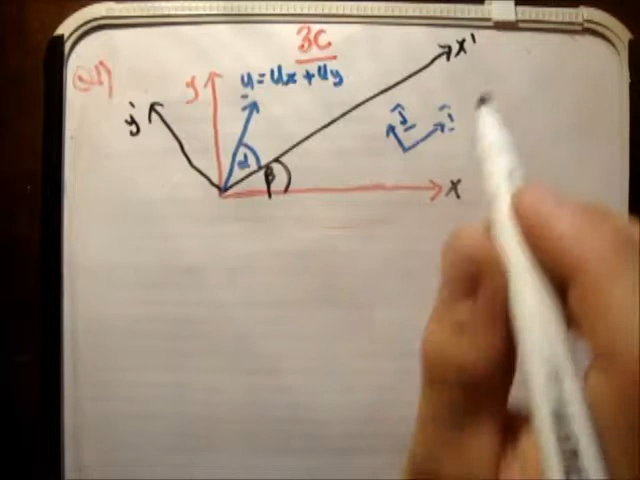 3C
y
u = ux + uy
x'
y'
α
β
ĵ
î
x